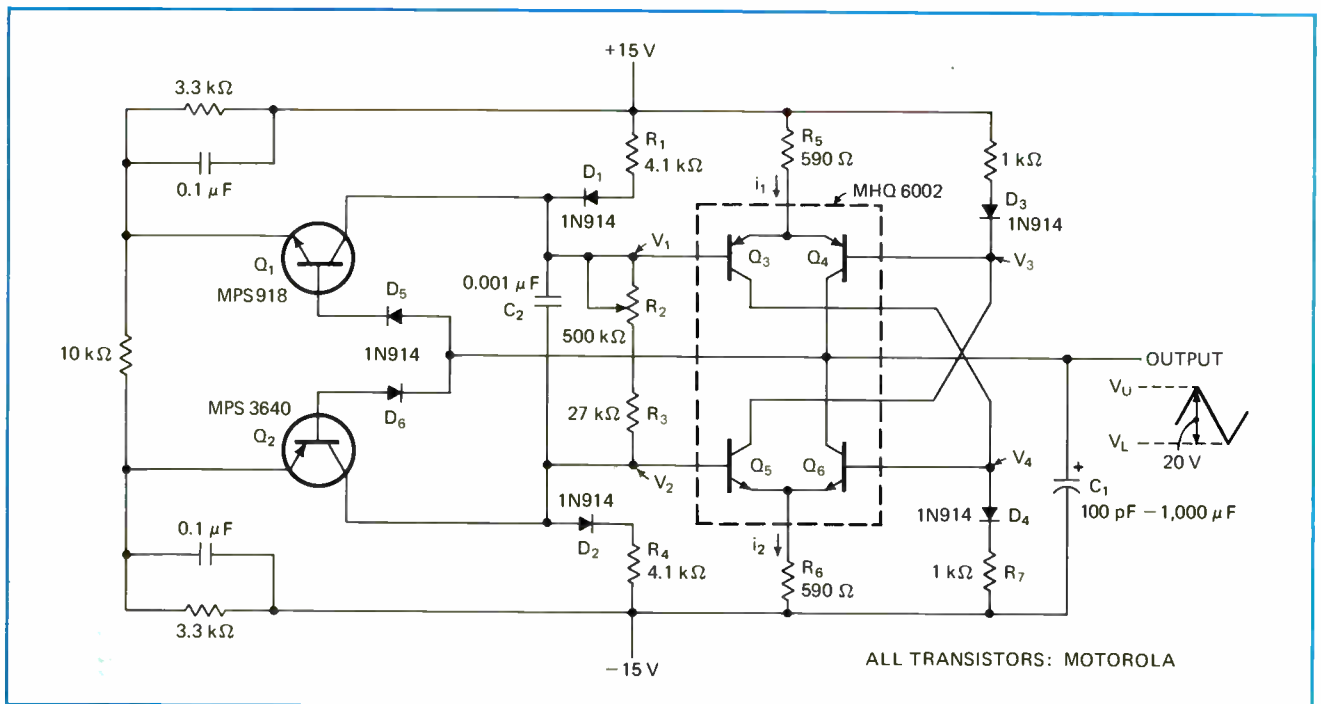 +15 V
3.3 kΩ
0.1 μF
R1
4.1 kΩ
D1
1N914
R5
590 Ω
i1
MHQ 6002
1 kΩ
D3
1N914
Q1
MPS918
D5
1N914
D6
V1
0.001 μF
C2
R2
500 kΩ
Q3
Q4
V3
10 kΩ
OUTPUT
VU
VL
20 V
MPS 3640
Q2
27 kΩ
R3
V2
Q5
Q6
V4
C1
+
100 pF – 1,000 μF
1N914
D2
R4
4.1 kΩ
i2
R6
590 Ω
1N914
D4
1 kΩ
R7
0.1 μF
3.3 kΩ
–15 V
ALL TRANSISTORS: MOTOROLA